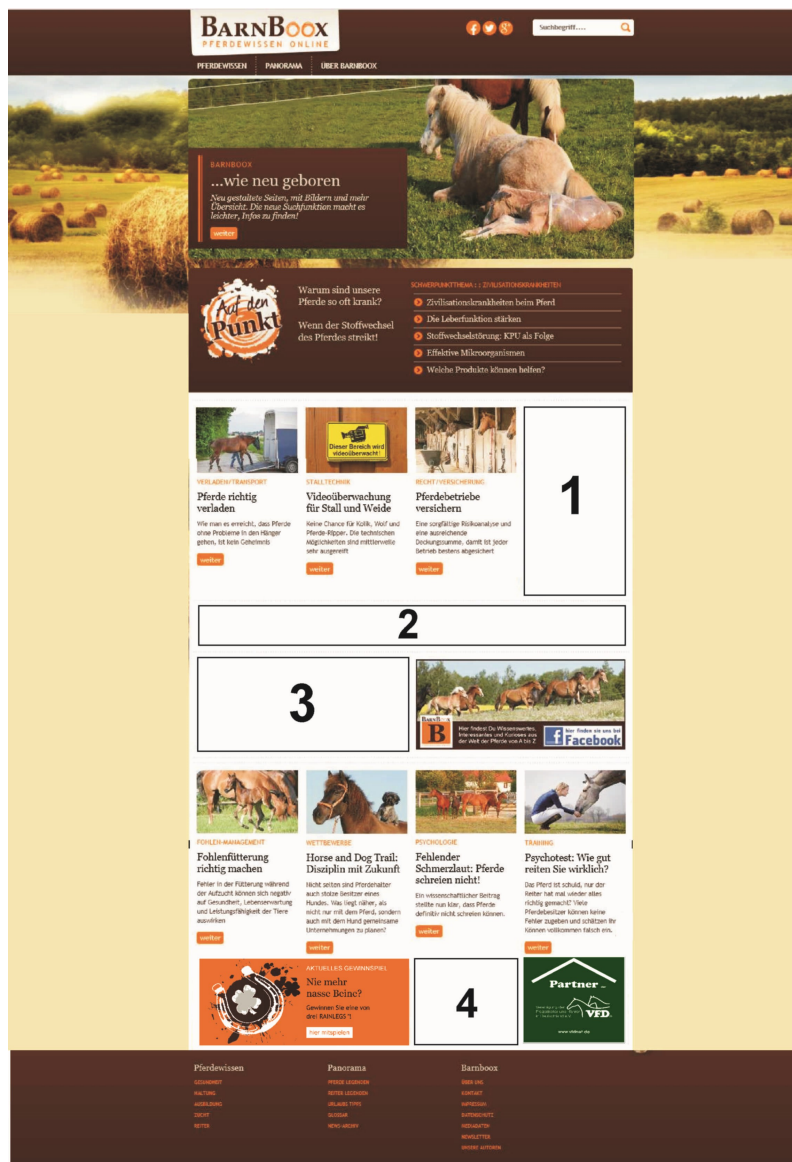 BARNBOOX
PFERDEWISSEN ONLINE
Suchbegriff....
PFERDEWISSEN
PANORAMA
ÜBER BARNBOOX
BARNBOOX
...wie neu geboren
Neu gestaltete Seiten, mit Bildern und mehr
Übersicht. Die neue Suchfunktion macht es
leichter, Infos zu finden!
weiter
Auf den
Punkt
Warum sind unsere
Pferde so oft krank?
Wenn der Stoffwechsel
des Pferdes streikt!
SCHWERPUNKTTHEMA : : ZIVILISATIONSKRANKHEITEN
Zivilisationskrankheiten beim Pferd
Die Leberfunktion stärken
Stoffwechselstörung: KPU als Folge
Effektive Mikroorganismen
Welche Produkte können helfen?
VERLADEN/TRANSPORT
Pferde richtig
verladen
Wie man es erreicht, dass Pferde
ohne Probleme in den Hänger
gehen, ist kein Geheimnis
weiter
Dieser Bereich wird
videoüberwacht!
STALLTECHNIK
Videoüberwachung
für Stall und Weide
Keine Chance für Kolik, Wolf und
Pferde-Ripper. Die technischen
Möglichkeiten sind mittlerweile
sehr ausgereift
weiter
RECHT/VERSICHERUNG
Pferdebetriebe
versichern
Eine sorgfältige Risikoanalyse und
eine ausreichende
Deckungssumme, damit ist jeder
Betrieb bestens abgesichert
weiter
1
2
3
BARNBOOX
B
Hier findest Du Wissenswertes,
Interessantes und Kurioses aus
der Welt der Pferde von A bis Z
hier finden sie uns bei
Facebook
FOHLEN-MANAGEMENT
Fohlenfütterung
richtig machen
Fehler in der Fütterung während
der Aufzucht können sich negativ
auf Gesundheit, Lebenserwartung
und Leistungsfähigkeit der Tiere
auswirken
weiter
WETTBEWERBE
Horse and Dog Trail:
Disziplin mit Zukunft
Nicht selten sind Pferdehalter
auch stolze Besitzer eines
Hundes. Was liegt näher, als
nicht nur mit dem Pferd, sondern
auch mit dem Hund gemeinsame
Unternehmungen zu planen?
weiter
PSYCHOLOGIE
Fehlender
Schmerzlaut: Pferde
schreien nicht!
Ein wissenschaftlicher Beitrag
stellte nun klar, dass Pferde
definitiv nicht schreien können.
weiter
TRAINING
Psychotest: Wie gut
reiten Sie wirklich?
Das Pferd ist schuld, nur der
Reiter hat mal wieder alles
richtig gemacht? Viele
Pferdebesitzer können keine
Fehler zugeben und schätzen ihr
Können vollkommen falsch ein.
weiter
AKTUELLES GEWINNSPIEL
Nie mehr
nasse Beine?
Gewinnen Sie eine von
drei RAINLEGS
hier mitspielen
4
Partner ...
VFD
Pferdewissen
GESUNDHEIT
HALTUNG
AUSBILDUNG
ZUCHT
REITER
Panorama
PFERDE LEGENDEN
REITER LEGENDEN
URLAUBS TIPPS
GLOSSAR
NEWS-ARCHIV
Barnboox
ÜBER UNS
KONTAKT
IMPRESSUM
DATENSCHUTZ
MEDIADATEN
NEWSLETTER
UNSERE AUTOREN